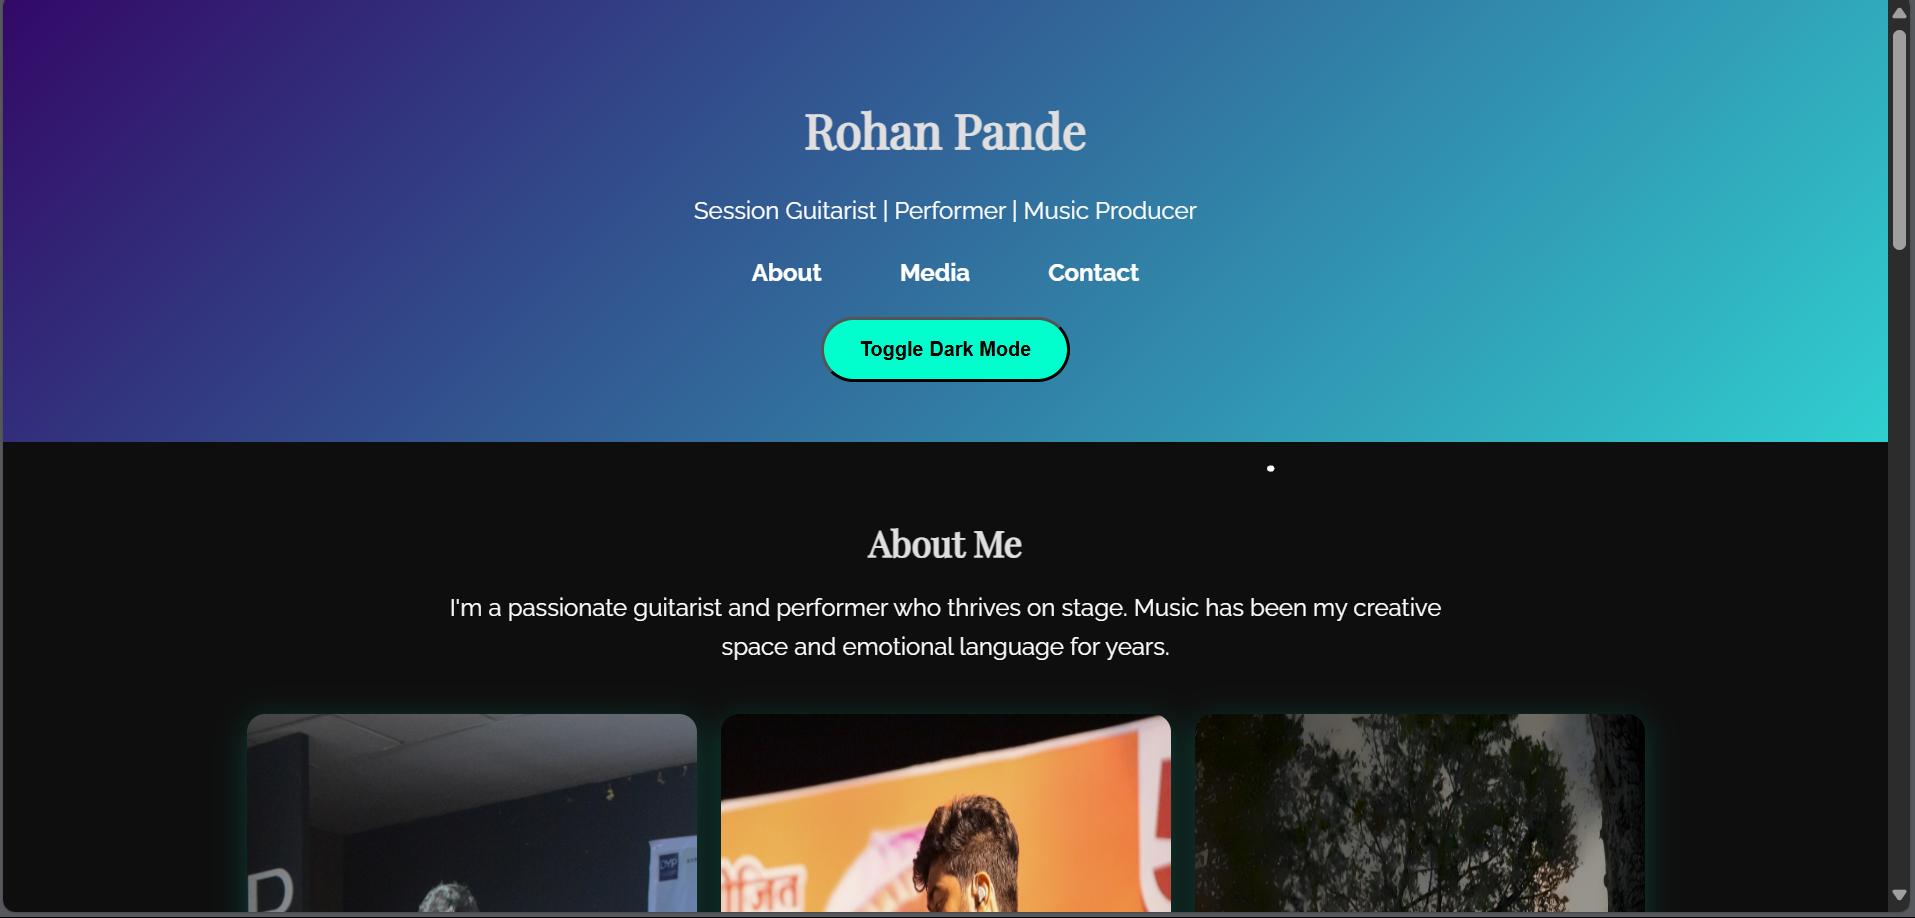 Rohan Pande
Session Guitarist | Performer | Music Producer
About Media Contact
Toggle Dark Mode
About Me
I'm a passionate guitarist and performer who thrives on stage. Music has been my creative
space and emotional language for years.